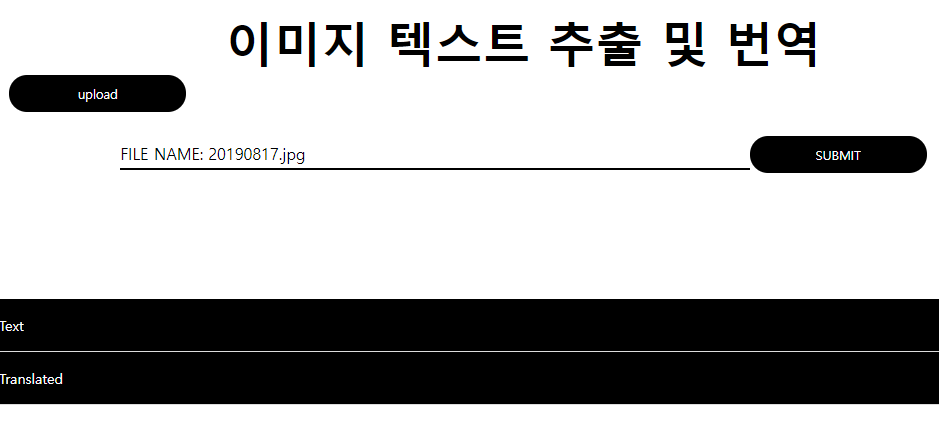 이미지 텍스트 추출 및 번역
upload
FILE NAME: 20190817.jpg
SUBMIT
Text
Translated